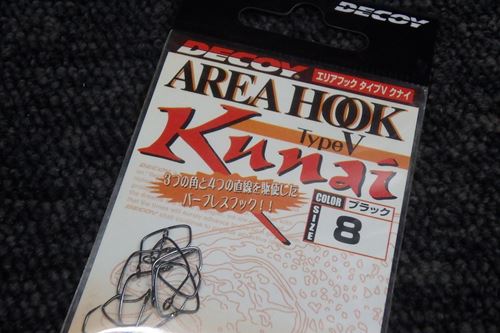 DECOY
DECOY
エリアフック タイプV クナイ
AREA HOOK
Type V
Kunai
3つの角と4つの直線を駆使した
バーブレスフック!!
COLOR ブラック
SIZE 8